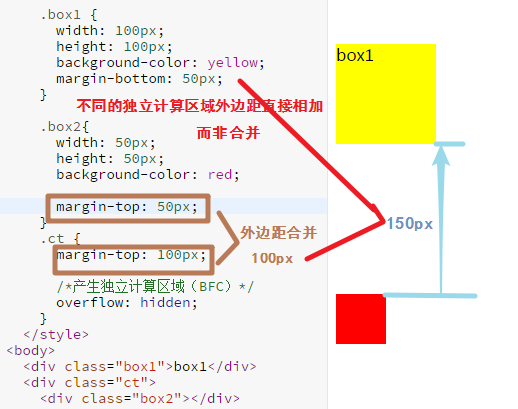 .box1 {
width: 100px;
height: 100px;
background-color: yellow;
margin-bottom: 50px;
}
不同的独立计算区域外边距直接相加
而非合并
.box2{
width: 50px;
height: 50px;
background-color: red;
margin-top: 50px;
}
.ct {
margin-top: 100px;
外边距合并
100px
/*产生独立计算区域（BFC）*/
overflow: hidden;
}
</style>
<body>
<div class="box1">box1</div>
<div class="ct">
<div class="box2"></div>
box1
150px